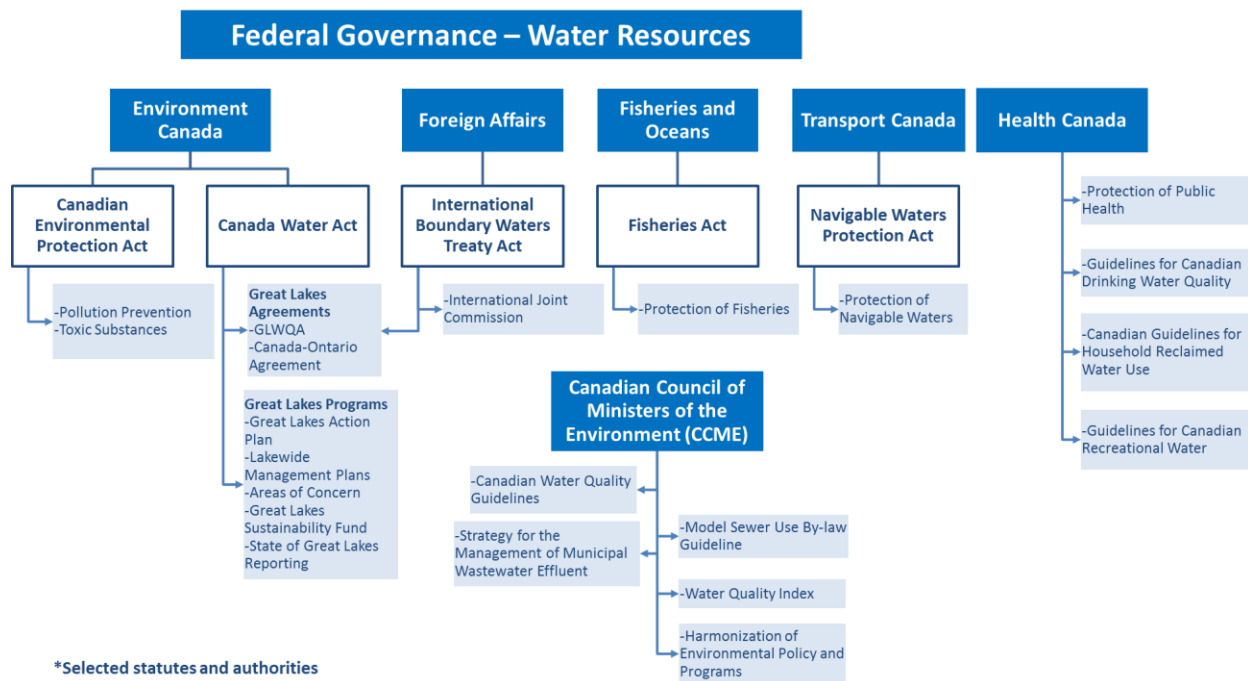 Federal Governance – Water Resources
Environment
Canada
Foreign Affairs
Fisheries and
Oceans
Transport Canada
Health Canada
Canadian
Environmental
Protection Act
Canada Water Act
International
Boundary Waters
Treaty Act
Fisheries Act
Navigable Waters
Protection Act
-Pollution Prevention
-Toxic Substances
Great Lakes
Agreements
-GLWQA
-Canada-Ontario
Agreement
-International Joint
Commission
-Protection of Fisheries
-Protection of
Navigable Waters
-Protection of Public
Health
-Guidelines for Canadian
Drinking Water Quality
-Canadian Guidelines for
Household Reclaimed
Water Use
-Guidelines for Canadian
Recreational Water
Great Lakes Programs
-Great Lakes Action
Plan
-Lakewide
Management Plans
-Areas of Concern
-Great Lakes
Sustainability Fund
-State of Great Lakes
Reporting
Canadian Council of
Ministers of the
Environment (CCME)
-Canadian Water Quality
Guidelines
-Strategy for the
Management of Municipal
Wastewater Effluent
-Model Sewer Use By-law
Guideline
-Water Quality Index
-Harmonization of
Environmental Policy and
Programs
*Selected statutes and authorities